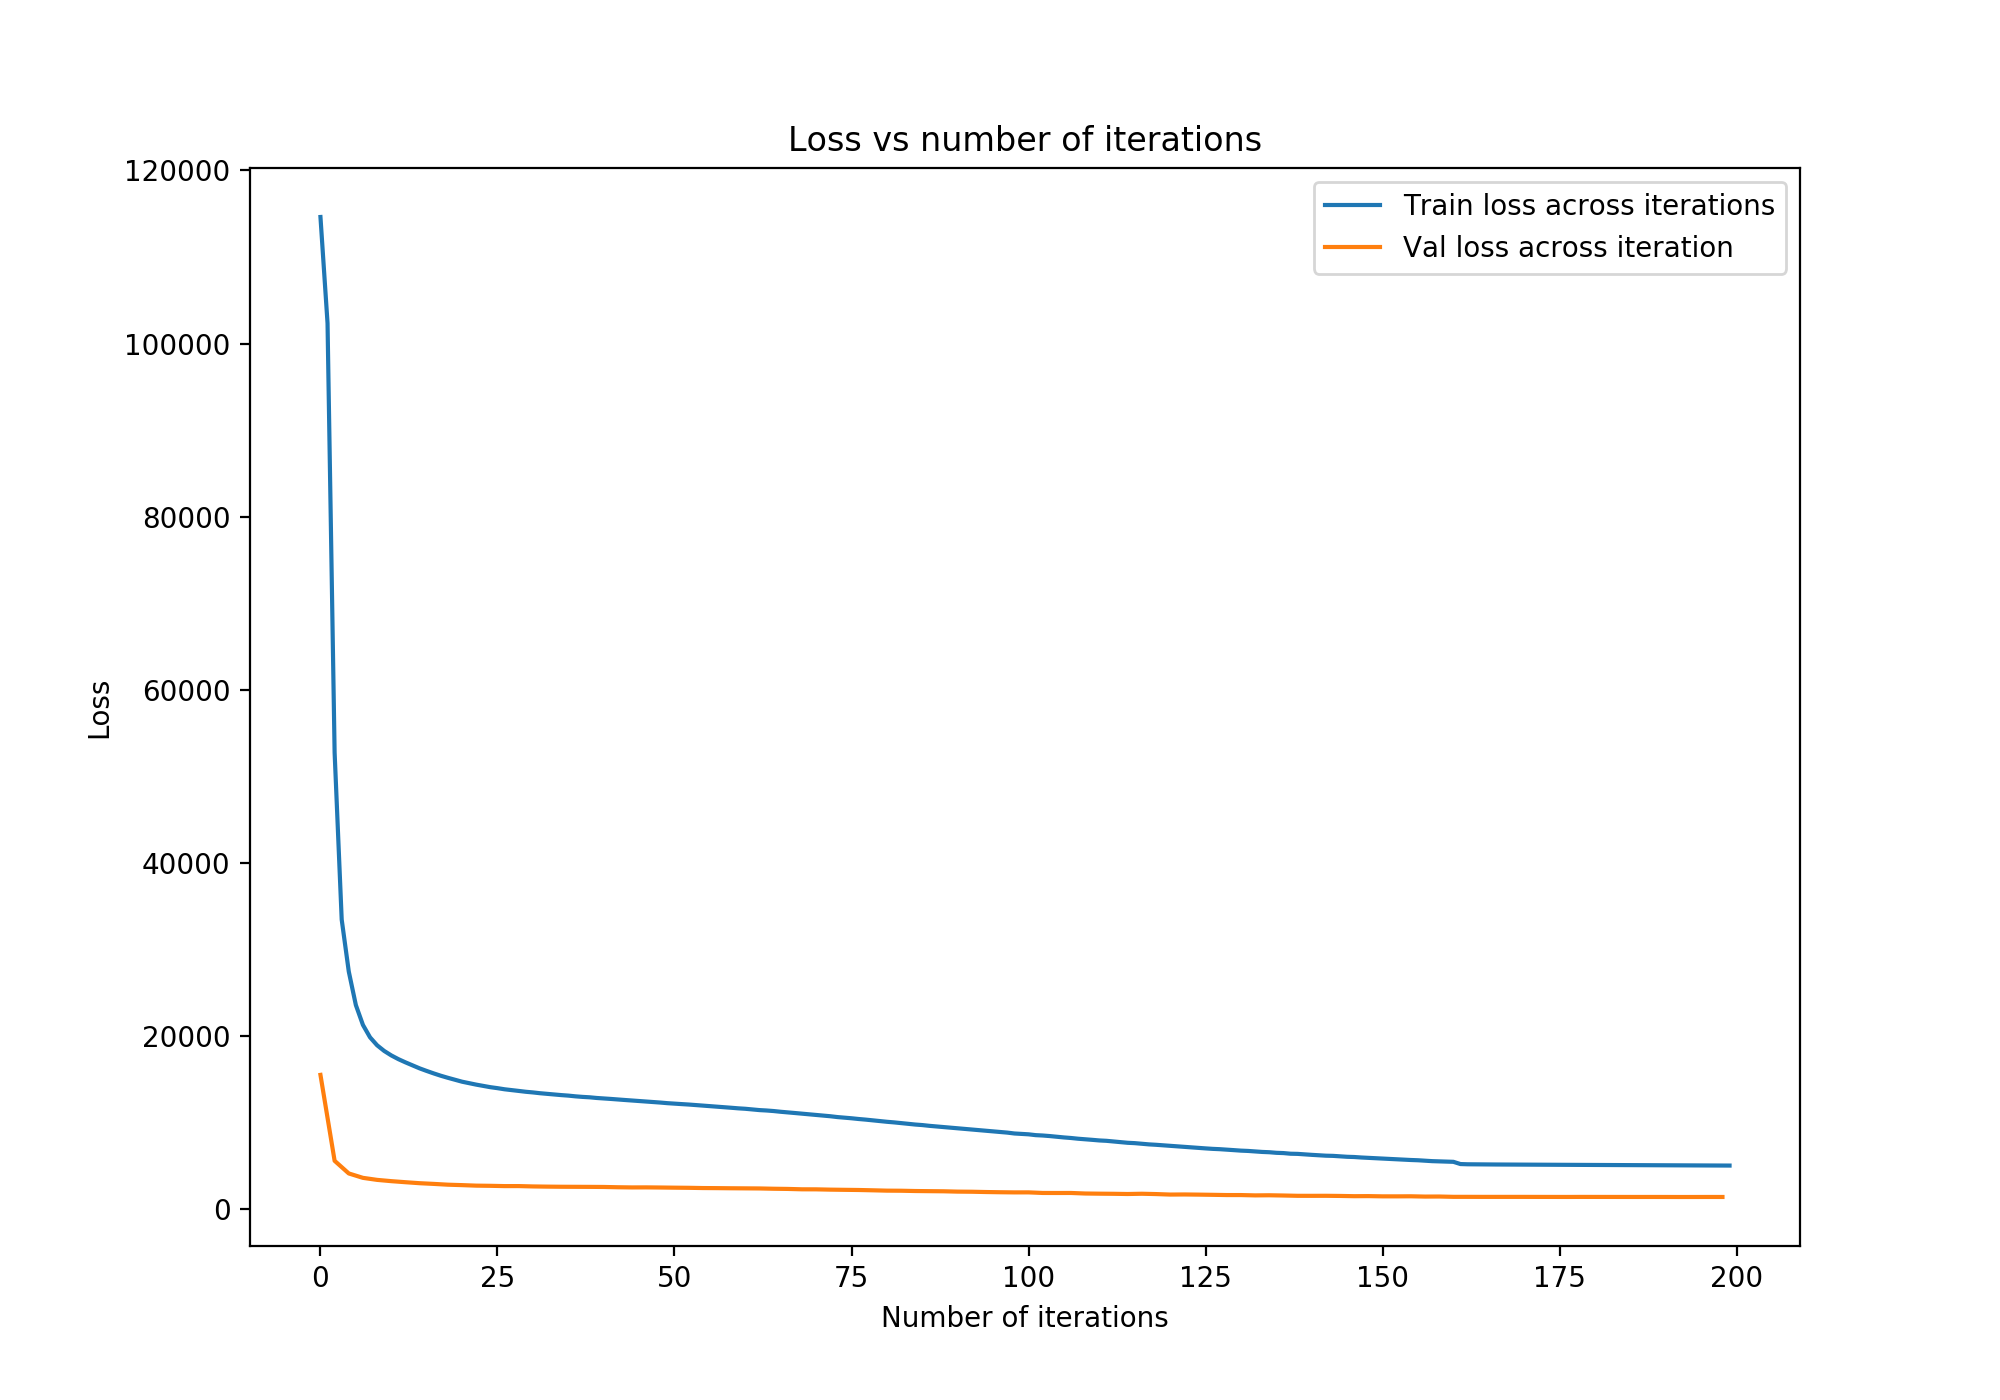 Loss vs number of iterations
Train loss across iterations
Val loss across iteration
120000
100000
80000
60000
40000
20000
0
Loss
0 25 50 75 100 125 150 175 200
Number of iterations